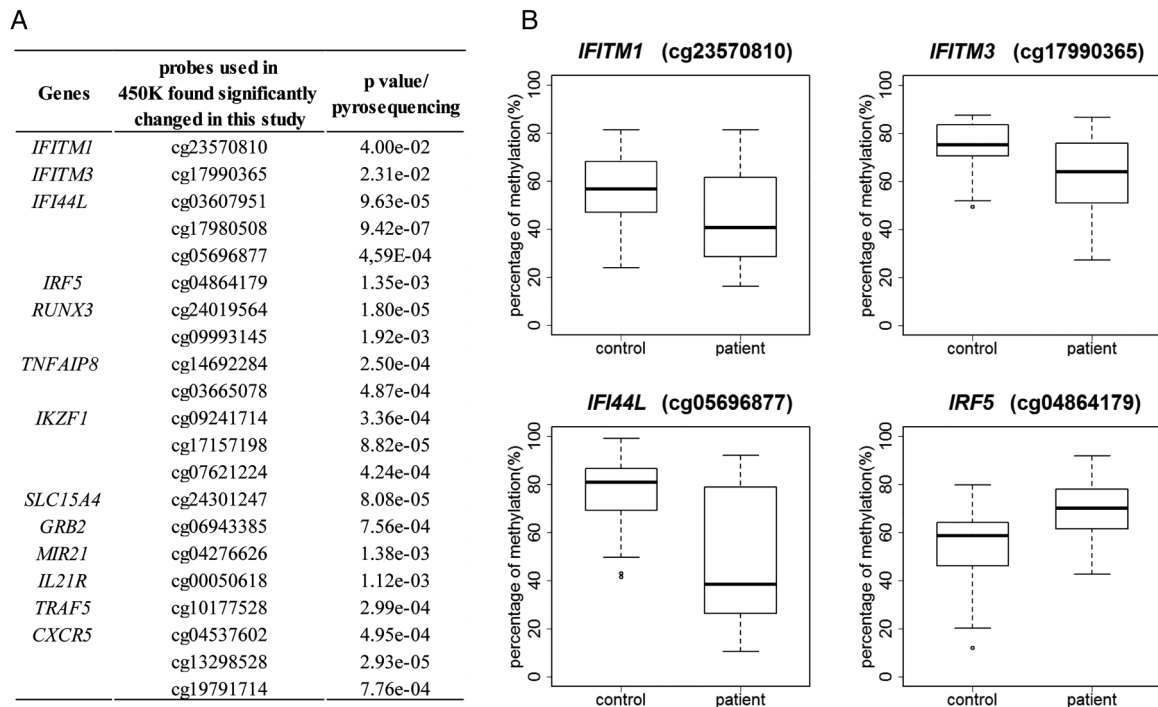 A
Genes probes used in 450K found significantly changed in this study p value/ pyrosequencing
IFITM1 cg23570810 4.00e-02
IFITM3 cg17990365 2.31e-02
IFI44L cg03607951 9.63e-05
cg17980508 9.42e-07
cg05696877 4,59E-04
IRF5 cg04864179 1.35e-03
RUNX3 cg24019564 1.80e-05
cg09993145 1.92e-03
TNFAIP8 cg14692284 2.50e-04
cg03665078 4.87e-04
IKZF1 cg09241714 3.36e-04
cg17157198 8.82e-05
cg07621224 4.24e-04
SLC15A4 cg24301247 8.08e-05
GRB2 cg06943385 7.56e-04
MIR21 cg04276626 1.38e-03
IL21R cg00050618 1.12e-03
TRAF5 cg10177528 2.99e-04
CXCR5 cg04537602 4.95e-04
cg13298528 2.93e-05
cg19791714 7.76e-04
B
IFITM1 (cg23570810)
percentage of methylation(%)
100
80
60
40
20
0
control patient
IFITM3 (cg17990365)
percentage of methylation(%)
100
80
60
40
20
0
control patient
IFI44L (cg05696877)
percentage of methylation(%)
100
80
60
40
20
0
control patient
IRF5 (cg04864179)
percentage of methylation(%)
100
80
60
40
20
0
control patient